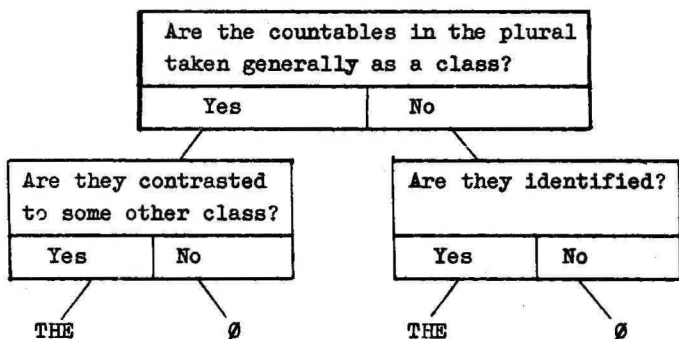 Are the countables in the plural
taken generally as a class?
Yes No
Are they contrasted
to some other class?
Yes No
Are they identified?
Yes No
THE Ø THE Ø